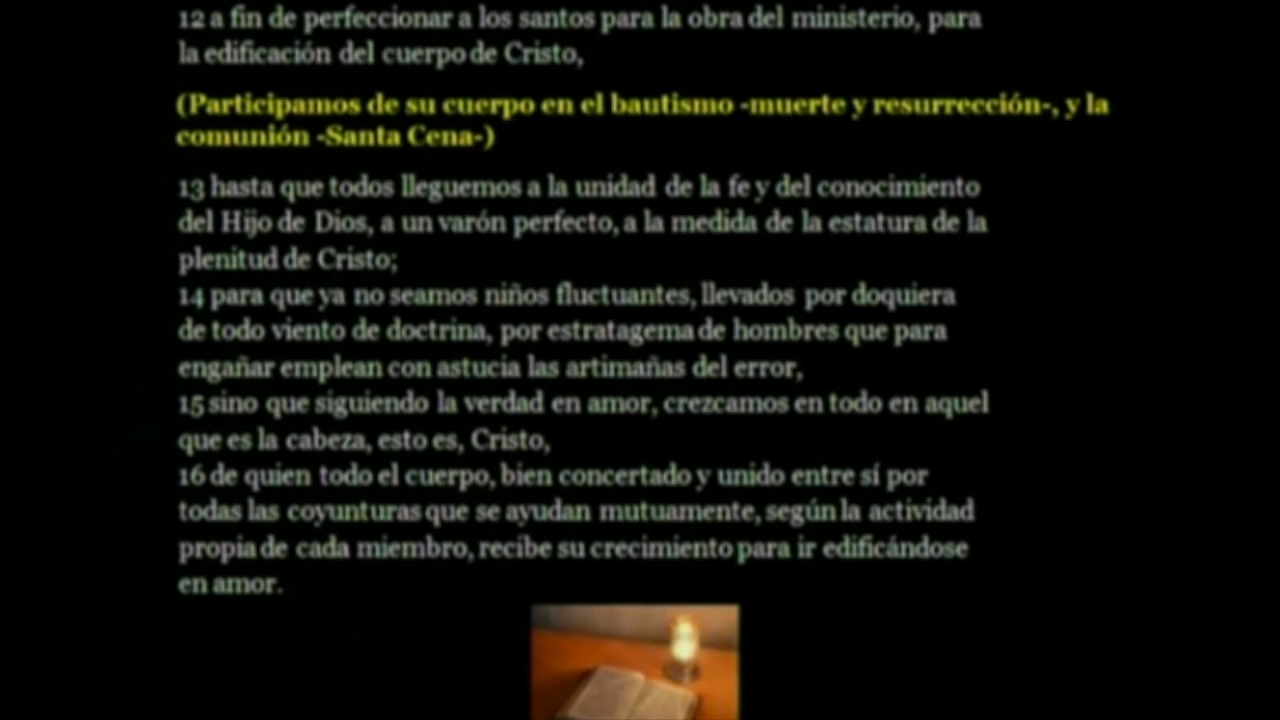 12 a fin de perfeccionar a los santos para la obra del ministerio, para
la edificación del cuerpo de Cristo,
(Participamos de su cuerpo en el bautismo -muerte y resurrección-, y la
comunión -Santa Cena-)
13 hasta que todos lleguemos a la unidad de la fe y del conocimiento
del Hijo de Dios, a un varón perfecto, a la medida de la estatura de la
plenitud de Cristo;
14 para que ya no seamos niños fluctuantes, llevados por doquiera
de todo viento de doctrina, por estratagema de hombres que para
engañar emplean con astucia las artimañas del error,
15 sino que siguiendo la verdad en amor, crezcamos en todo en aquel
que es la cabeza, esto es, Cristo,
16 de quien todo el cuerpo, bien concertado y unido entre sí por
todas las coyunturas que se ayudan mutuamente, según la actividad
propia de cada miembro, recibe su crecimiento para ir edificándose
en amor.